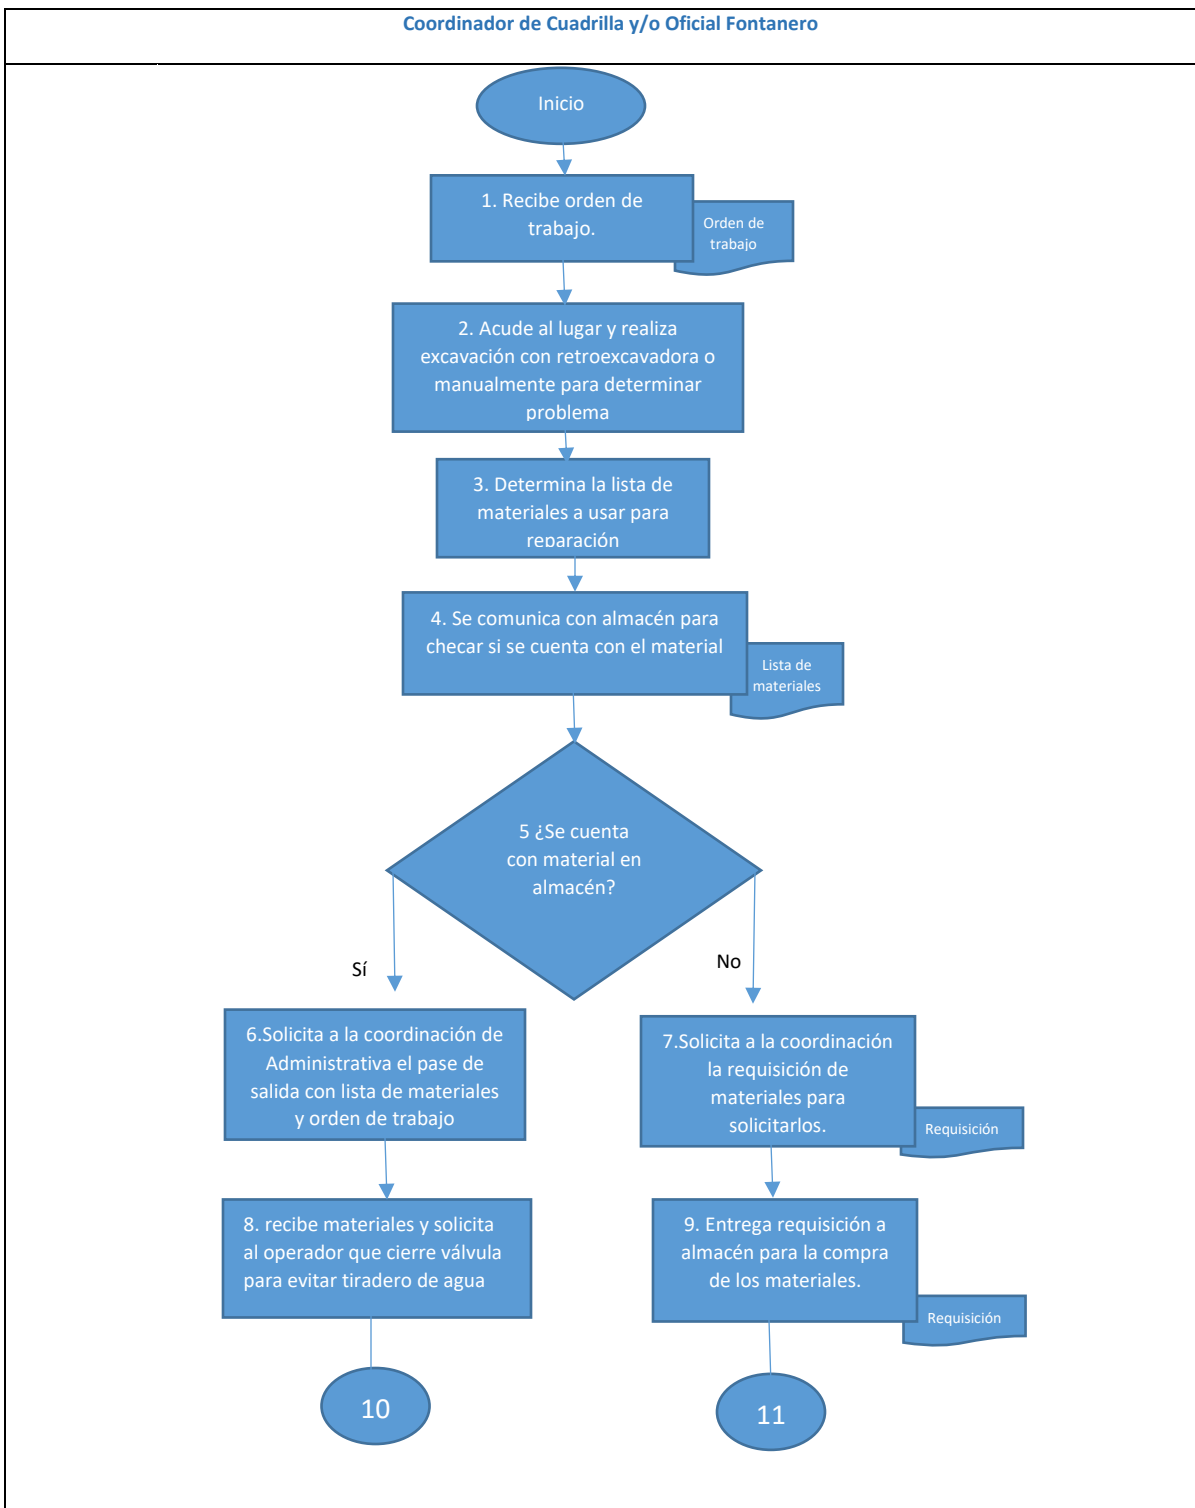 Coordinador de Cuadrilla y/o Oficial Fontanero
Inicio
1. Recibe orden de
trabajo.
Orden de
trabajo
2. Acude al lugar y realiza
excavación con retroexcavadora o
manualmente para determinar
problema
3. Determina la lista de
materiales a usar para
reparación
4. Se comunica con almacén para
checar si se cuenta con el material
Lista de
materiales
5 ¿Se cuenta
con material en
almacén?
Sí
No
6.Solicita a la coordinación de
Administrativa el pase de
salida con lista de materiales
y orden de trabajo
7.Solicita a la coordinación
la requisición de
materiales para
solicitarlos.
Requisición
8. recibe materiales y solicita
al operador que cierre válvula
para evitar tiradero de agua
9. Entrega requisición a
almacén para la compra
de los materiales.
Requisición
10
11